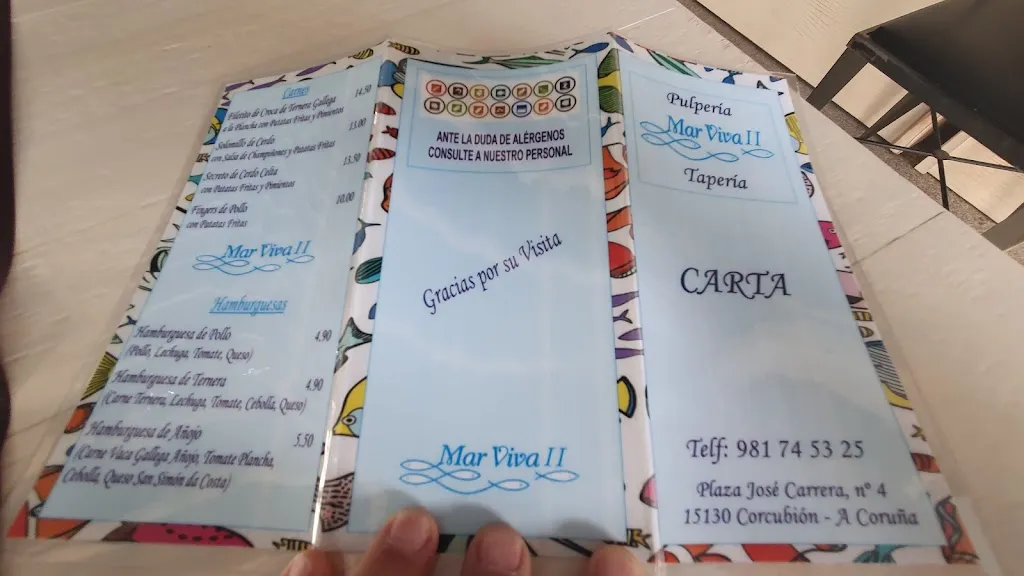 Carnes
Filetito de Croca de Ternera Gallega 14.50
a la Plancha con Patatas Fritas y Pimientos
Solomillo de Cerdo 13.00
con Salsa de Champiñones y Patatas Fritas
Secreto de Cerdo Celta 13.50
con Patatas Fritas y Pimientos
Fingers de Pollo 10.00
con Patatas Fritas
Mar Viva II
Hamburguesas
Hamburguesa de Pollo 4.90
(Pollo, Lechuga, Tomate, Queso)
Hamburguesa de Ternera 4.90
(Carne Ternera, Lechuga, Tomate, Cebolla, Queso)
Hamburguesa de Añojo 5.50
(Carne Vaca Gallega Añojo, Tomate Plancha,
Cebolla, Queso San Simón da Costa)
ANTE LA DUDA DE ALÉRGENOS
CONSULTE A NUESTRO PERSONAL
Gracias por su Visita
Mar Viva II
Pulpería
Mar Viva II
Tapería
CARTA
Telf: 981 74 53 25
Plaza José Carrera, nº 4
15130 Corcubión - A Coruña